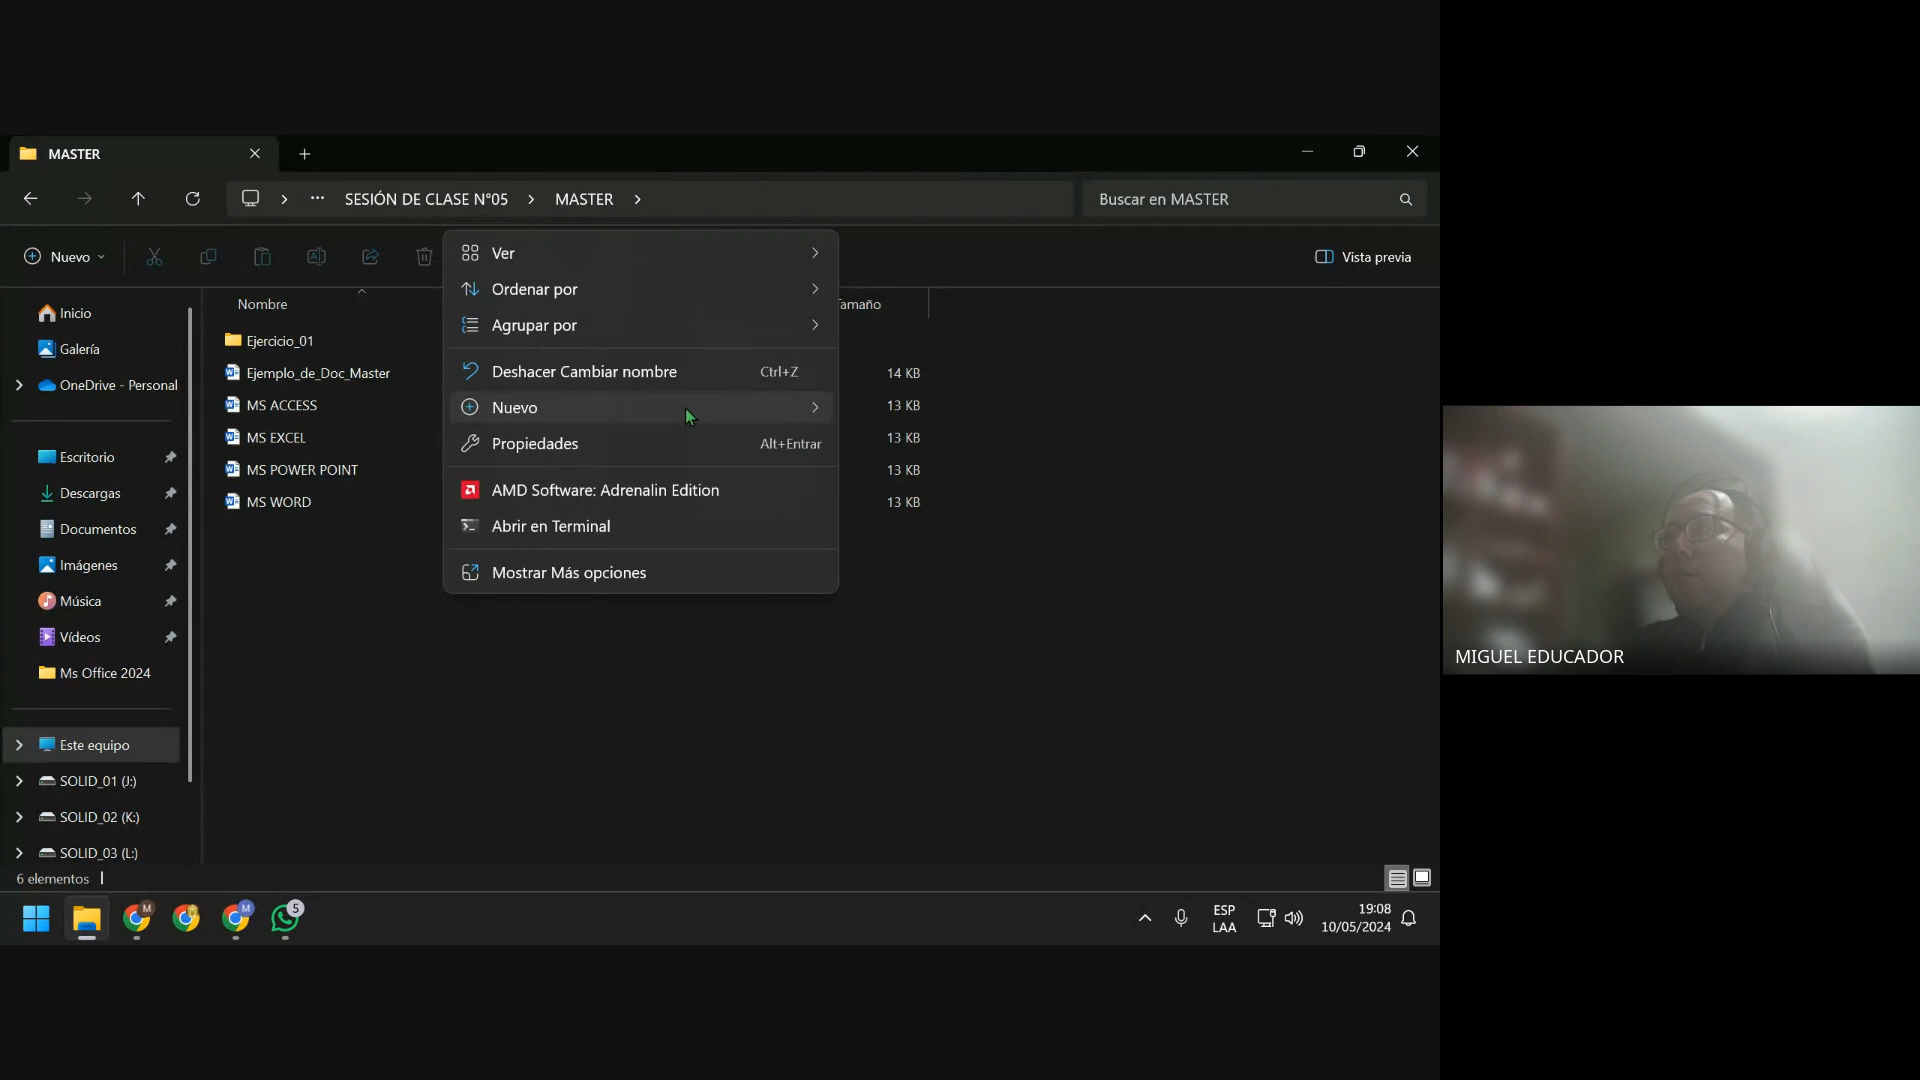 MASTER
SESIÓN DE CLASE N°05 MASTER
Buscar en MASTER
Nuevo
Vista previa
Inicio
Galería
OneDrive - Personal
Escritorio
Descargas
Documentos
Imágenes
Música
Vídeos
Ms Office 2024
Este equipo
SOLID_01 (J:)
SOLID_02 (K:)
SOLID_03 (L:)
Nombre
Tamaño
Ejercicio_01
Ejemplo_de_Doc_Master 14 KB
MS ACCESS 13 KB
MS EXCEL 13 KB
MS POWER POINT 13 KB
MS WORD 13 KB
Ver
Ordenar por
Agrupar por
Deshacer Cambiar nombre Ctrl+Z
Nuevo
Propiedades Alt+Entrar
AMD Software: Adrenalin Edition
Abrir en Terminal
Mostrar Más opciones
6 elementos
M
M
5
ESP
LAA
19:08
10/05/2024
MIGUEL EDUCADOR